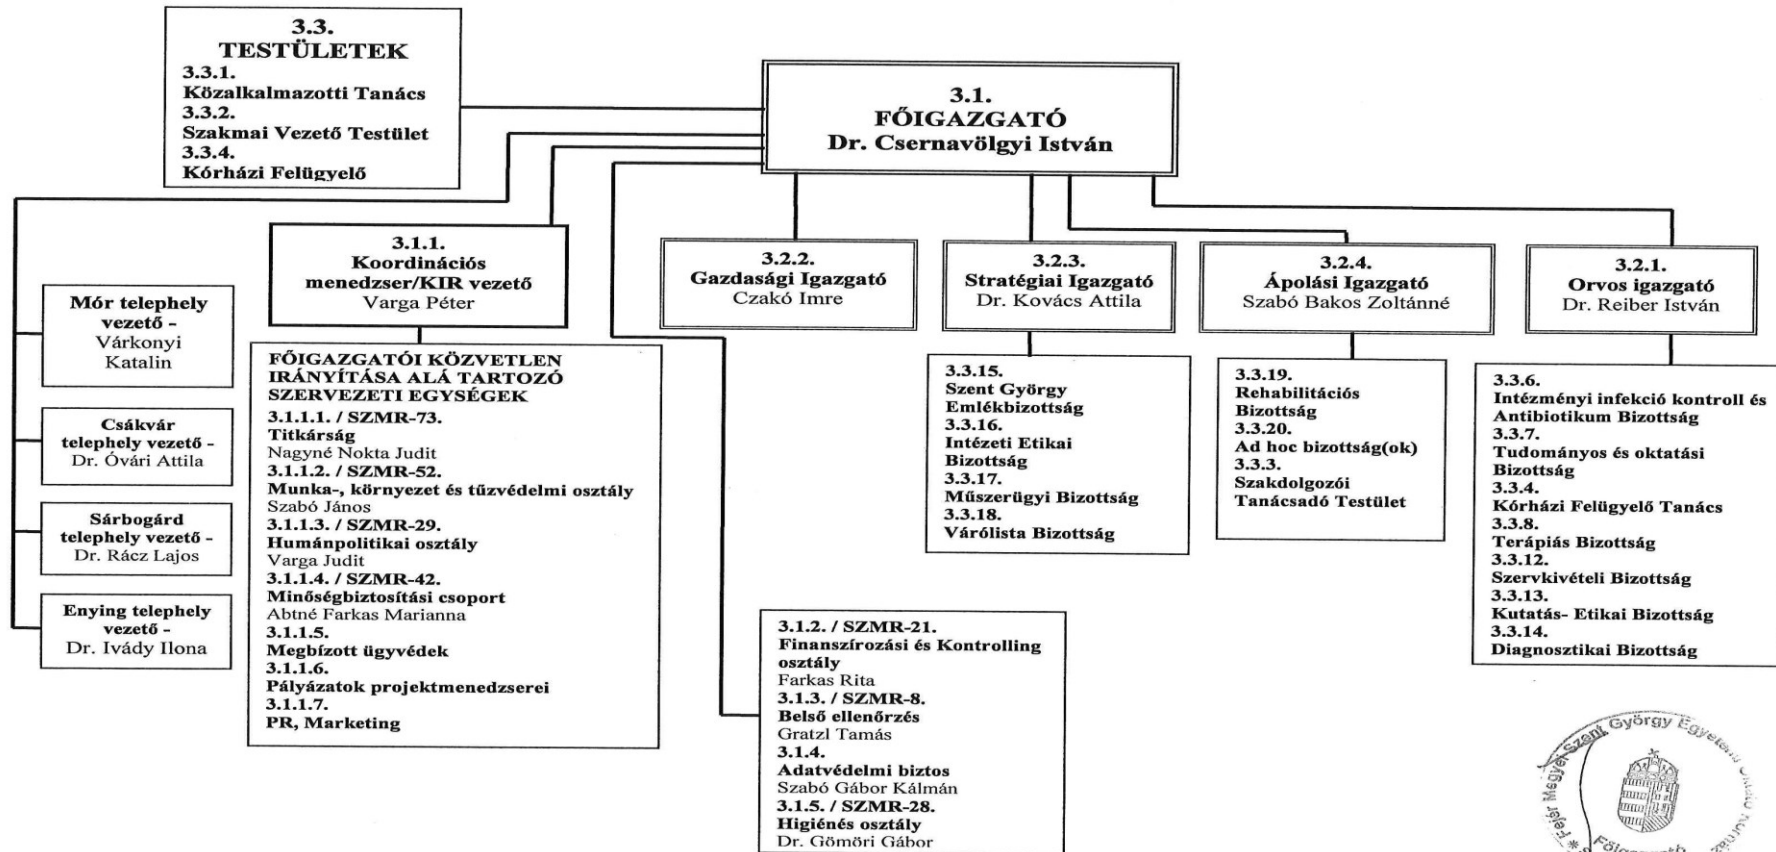 3.3.
TESTÜLETEK
3.3.1.
Közalkalmazotti Tanács
3.3.2.
Szakmai Vezető Testület
3.3.4.
Kórházi Felügyelő
3.1.
FŐIGAZGATÓ
Dr. Csernavölgyi István
3.1.1.
Koordinációs
menedzser/KIR vezető
Varga Péter
3.2.2.
Gazdasági Igazgató
Czakó Imre
3.2.3.
Stratégiai Igazgató
Dr. Kovács Attila
3.2.4.
Ápolási Igazgató
Szabó Bakos Zoltánné
3.2.1.
Orvos igazgató
Dr. Reiber István
Mór telephely
vezető -
Várkonyi
Katalin
Csákvár
telephely vezető -
Dr. Óvári Attila
Sárbogárd
telephely vezető -
Dr. Rácz Lajos
Enying telephely
vezető -
Dr. Ivády Ilona
FŐIGAZGATÓI KÖZVETLEN
IRÁNYÍTÁSA ALÁ TARTOZÓ
SZERVEZETI EGYSÉGEK
3.1.1.1. / SZMR-73.
Titkárság
Nagyné Nokta Judit
3.1.1.2. / SZMR-52.
Munka-, környezet és tűzvédelmi osztály
Szabó János
3.1.1.3. / SZMR-29.
Humánpolitikai osztály
Varga Judit
3.1.1.4. / SZMR-42.
Minőségbiztosítási csoport
Abtné Farkas Marianna
3.1.1.5.
Megbízott ügyvédek
3.1.1.6.
Pályázatok projektmenedzserei
3.1.1.7.
PR, Marketing
3.1.2. / SZMR-21.
Finanszírozási és Kontrolling
osztály
Farkas Rita
3.1.3. / SZMR-8.
Belső ellenőrzés
Gratzl Tamás
3.1.4.
Adatvédelmi biztos
Szabó Gábor Kálmán
3.1.5. / SZMR-28.
Higiénés osztály
Dr. Gömöri Gábor
3.3.15.
Szent György
Emlékbizottság
3.3.16.
Intézeti Etikai
Bizottság
3.3.17.
Műszerügyi Bizottság
3.3.18.
Várólista Bizottság
3.3.19.
Rehabilitációs
Bizottság
3.3.20.
Ad hoc bizottság(ok)
3.3.3.
Szakdolgozói
Tanácsadó Testület
3.3.6.
Intézményi infekció kontroll és
Antibiotikum Bizottság
3.3.7.
Tudományos és oktatási
Bizottság
3.3.4.
Kórházi Felügyelő Tanács
3.3.8.
Terápiás Bizottság
3.3.12.
Szervkivételi Bizottság
3.3.13.
Kutatás- Etikai Bizottság
3.3.14.
Diagnosztikai Bizottság
Fejér Megyei Szent György